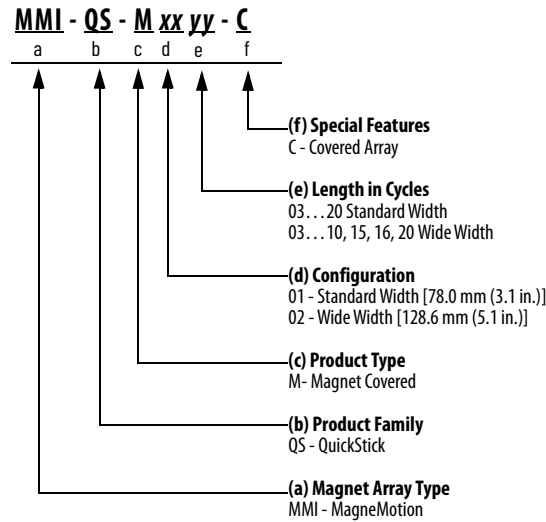 MMI - QS - M xx yy - C
a b c d e f
(f) Special Features
C - Covered Array
(e) Length in Cycles
03...20 Standard Width
03...10, 15, 16, 20 Wide Width
(d) Configuration
01 - Standard Width [78.0 mm (3.1 in.)]
02 - Wide Width [128.6 mm (5.1 in.)]
(c) Product Type
M- Magnet Covered
(b) Product Family
QS - QuickStick
(a) Magnet Array Type
MMI - MagneMotion